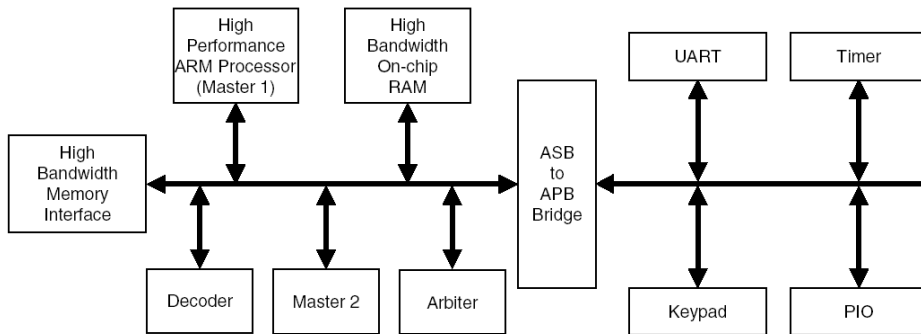 High
Performance
ARM Processor
(Master 1)
High
Bandwidth
On-chip
RAM
UART
Timer
High
Bandwidth
Memory
Interface
ASB
to
APB
Bridge
Decoder
Master 2
Arbiter
Keypad
PIO